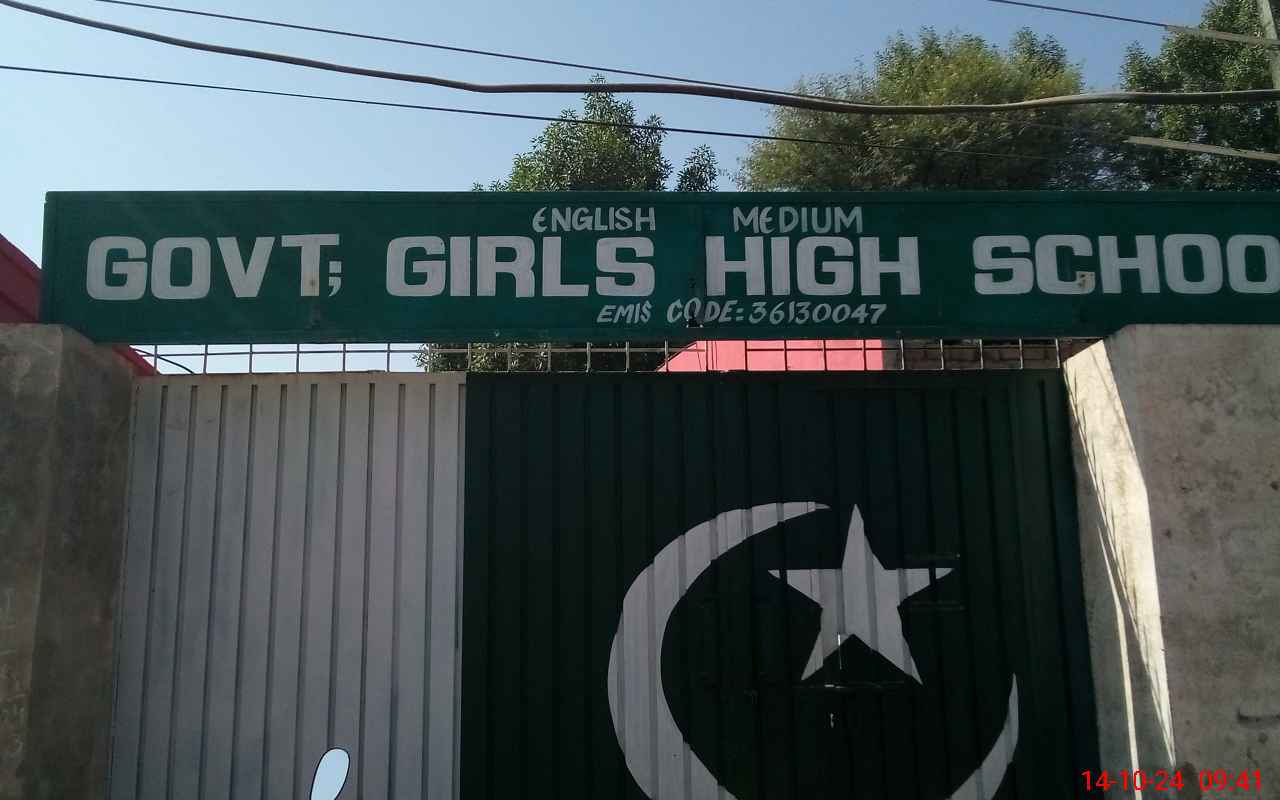 ENGLISH MEDIUM
GOVT; GIRLS HIGH SCHOO
EMIS CODE:36130047
14-10-24 09:41